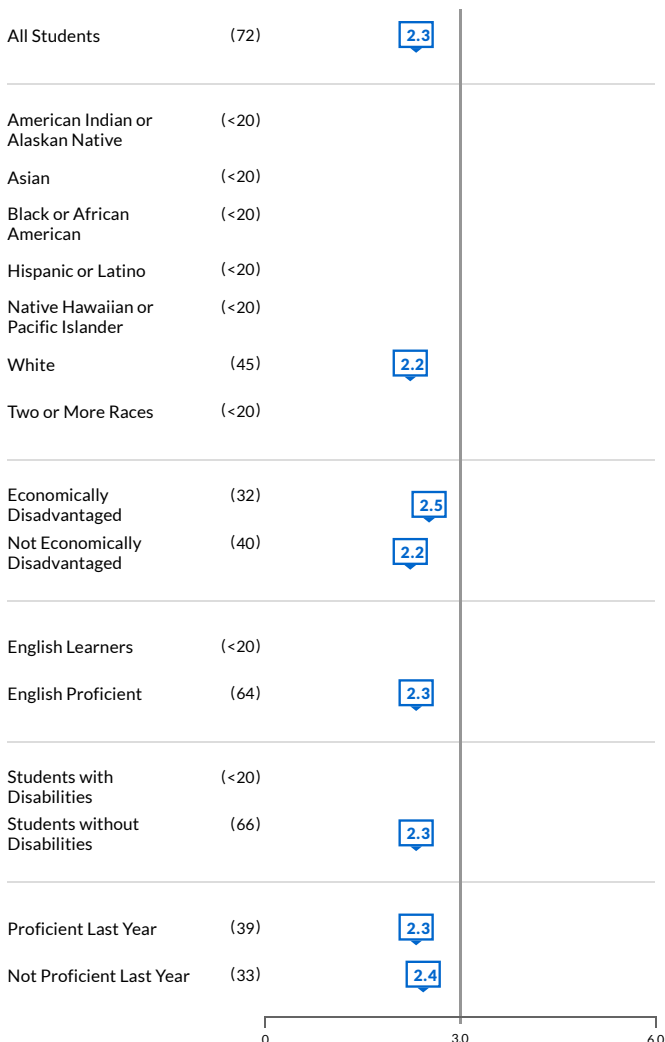 All Students (72) 2.3
American Indian or (<20)
Alaskan Native
Asian (<20)
Black or African (<20)
American
Hispanic or Latino (<20)
Native Hawaiian or (<20)
Pacific Islander
White (45) 2.2
Two or More Races (<20)
Economically (32) 2.5
Disadvantaged
Not Economically (40) 2.2
Disadvantaged
English Learners (<20)
English Proficient (64) 2.3
Students with (<20)
Disabilities
Students without (66) 2.3
Disabilities
Proficient Last Year (39) 2.3
Not Proficient Last Year (33) 2.4
0 3.0 6.0